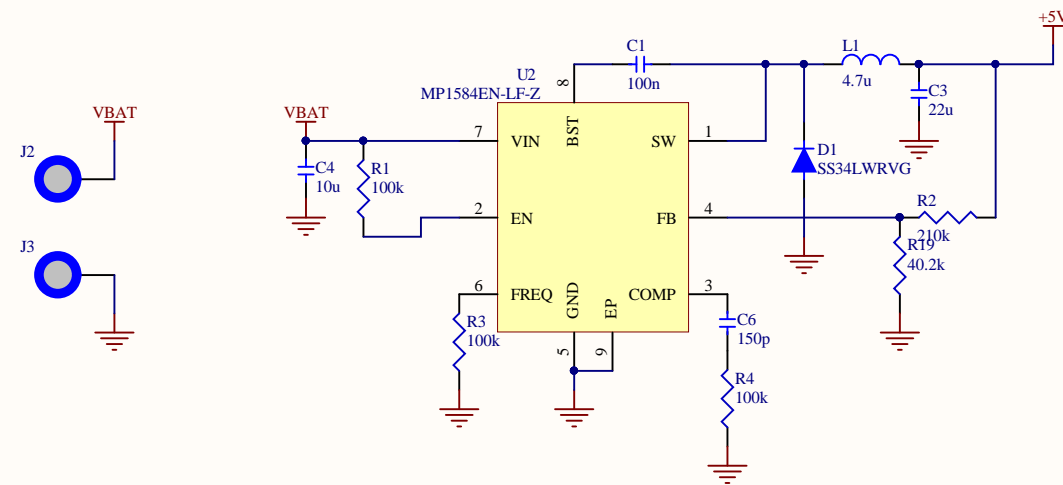 +5V
C1
100n
L1
4.7u
C3
22u
U2
MP1584EN-LF-Z
8
VBAT
J2
VBAT
7
VIN
BST
SW
1
D1
SS34LWRVG
C4
10u
R1
100k
2
EN
FB
4
R2
210k
R19
40.2k
J3
6
FREQ
GND
EP
COMP
3
R3
100k
C6
150p
5
9
R4
100k